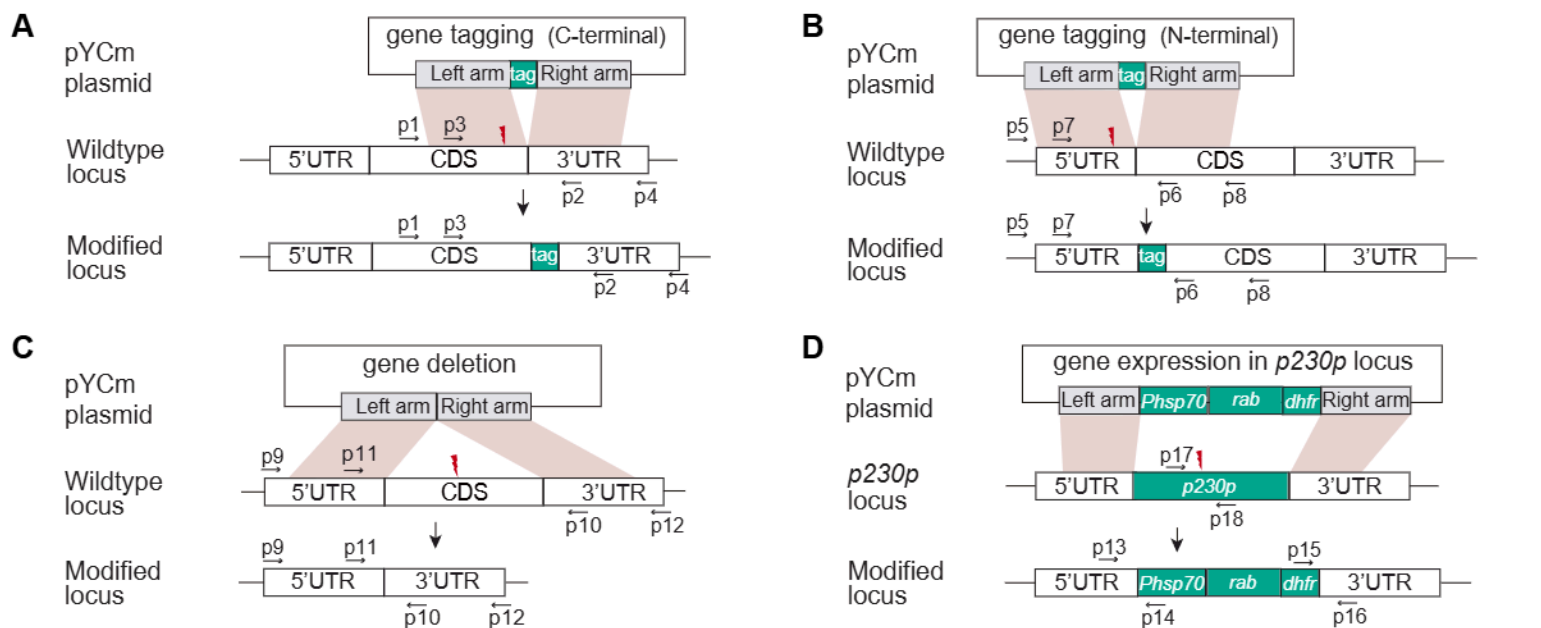 A
gene tagging (C-terminal)
pYCm
plasmid
Left arm tag Right arm
p1 p3
Wildtype
locus
5'UTR CDS 3'UTR
p2 p4
p1 p3
Modified
locus
5'UTR CDS tag 3'UTR
p2 p4
B
gene tagging (N-terminal)
pYCm
plasmid
Left arm tag Right arm
p5 p7
Wildtype
locus
5'UTR CDS 3'UTR
p6 p8
p5 p7
Modified
locus
5'UTR tag CDS 3'UTR
p6 p8
C
gene deletion
pYCm
plasmid
Left arm Right arm
p9 p11
Wildtype
locus
5'UTR CDS 3'UTR
p10 p12
p9 p11
Modified
locus
5'UTR 3'UTR
p10 p12
D
gene expression in p230p locus
pYCm
plasmid
Left arm Phsp70 rab dhfr Right arm
p17
p230p
locus
5'UTR p230p 3'UTR
p18
p13 p15
Modified
locus
5'UTR Phsp70 rab dhfr 3'UTR
p14 p16